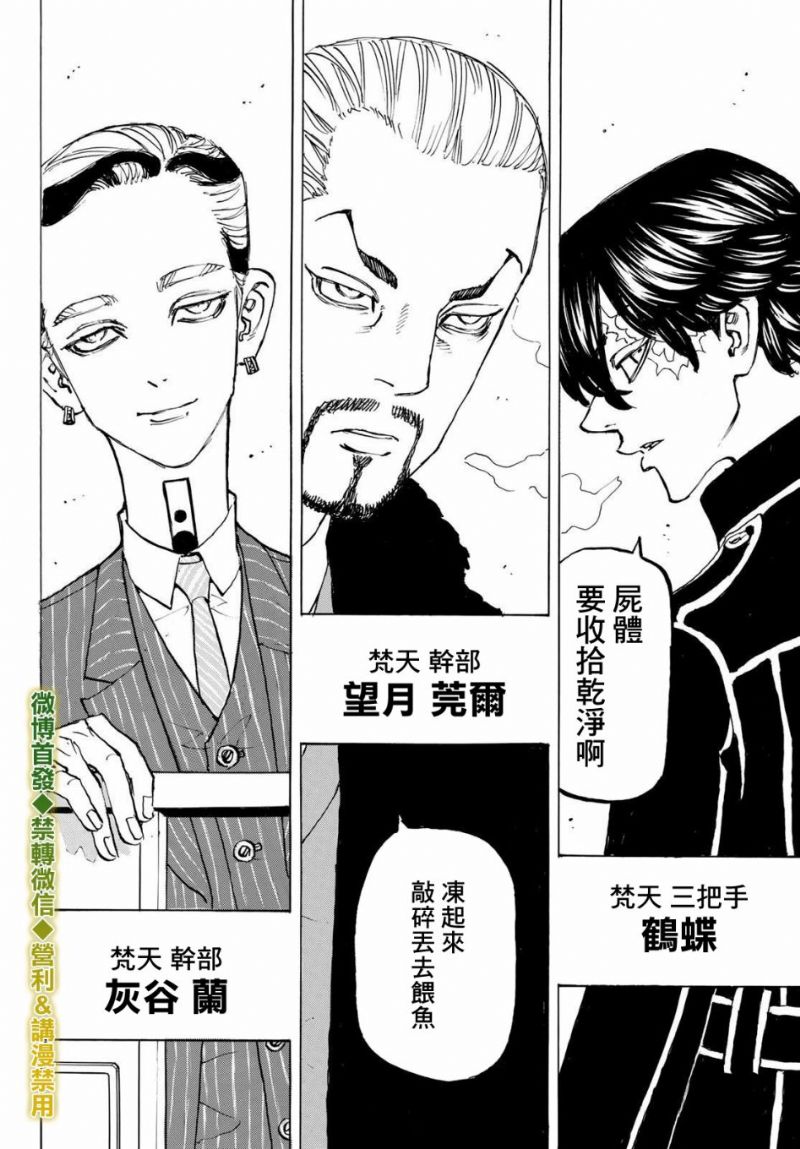 屍體
要收拾乾淨啊
梵天 三把手
鶴蝶
梵天 幹部
望月 莞爾
凍起來
敲碎丟去餵魚
梵天 幹部
灰谷 蘭
微博首發◆禁轉微信◆營利&講漫禁用